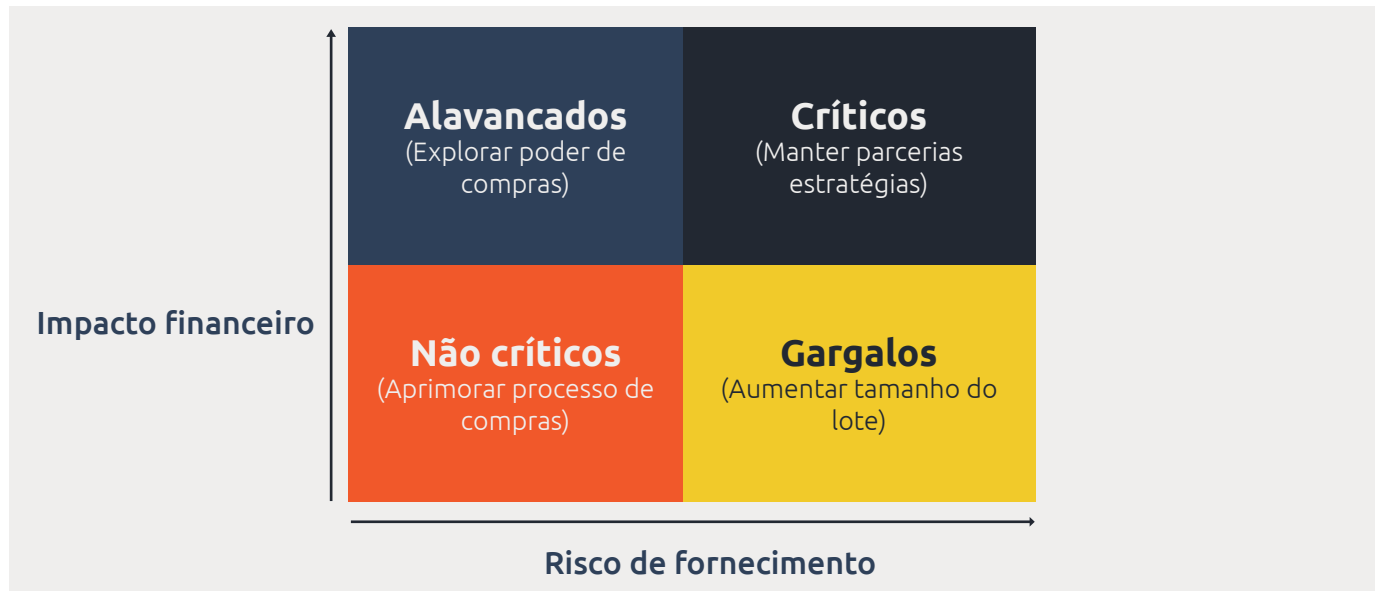 Alavancados
(Explorar poder de
compras)
Críticos
(Manter parcerias
estratégias)
Impacto financeiro
Não críticos
(Aprimorar processo de
compras)
Gargalos
(Aumentar tamanho do
lote)
Risco de fornecimento